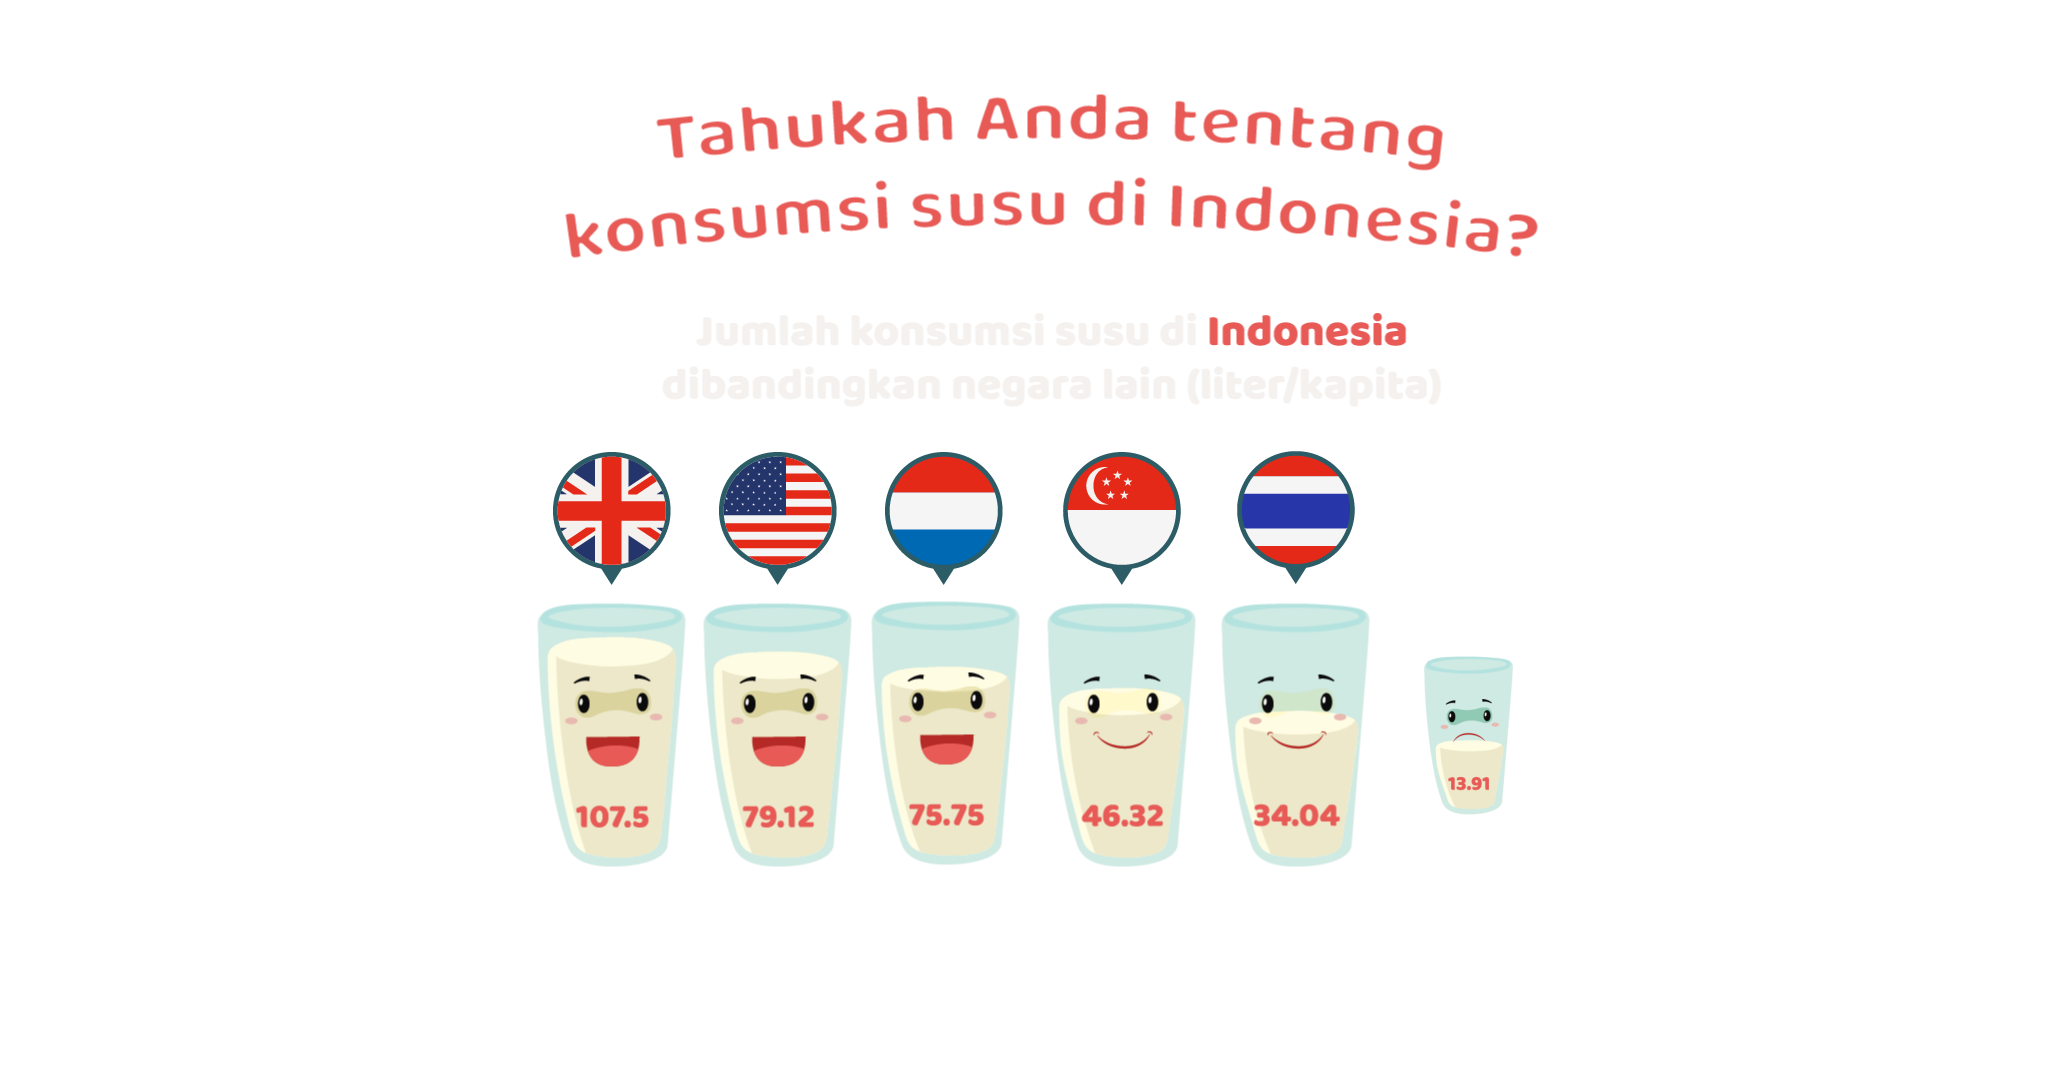 Tahukah Anda tentang
konsumsi susu di Indonesia?
Jumlah konsumsi susu di Indonesia
dibandingkan negara lain (liter/kapita)
107.5 79.12 75.75 46.32 34.04 13.91